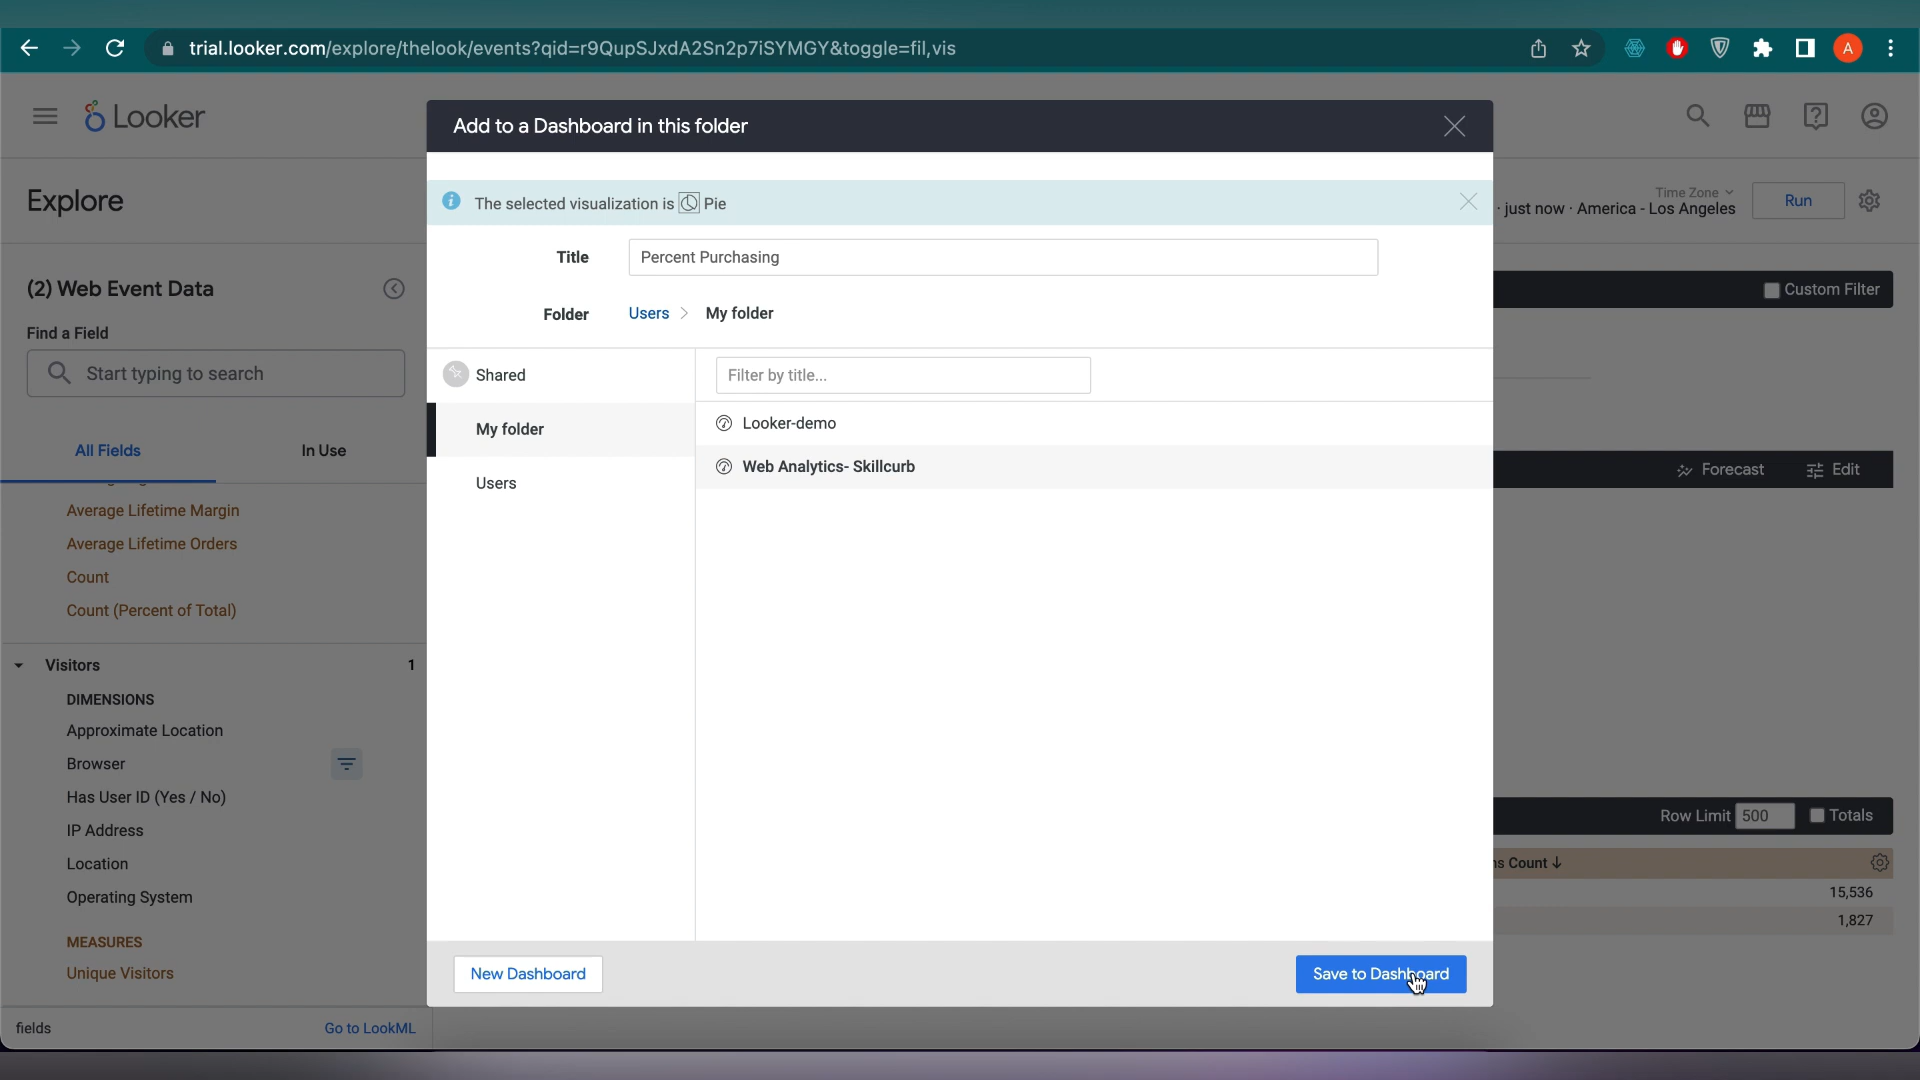 trial.looker.com/explore/thelook/events?qid=r9QupSJxdA2Sn2p7iSYMGY&toggle=fil,vis
A
Looker
Add to a Dashboard in this folder
Explore
The selected visualization is Pie
Time Zone
· just now · America - Los Angeles
Run
Title
Percent Purchasing
(2) Web Event Data
Custom Filter
Folder
Users > My folder
Find a Field
Start typing to search
Shared
Filter by title...
My folder
Looker-demo
All Fields
In Use
Web Analytics- Skillcurb
Forecast
Edit
Users
Average Lifetime Margin
Average Lifetime Orders
Count
Count (Percent of Total)
Visitors
1
DIMENSIONS
Approximate Location
Browser
Has User ID (Yes / No)
IP Address
Location
Operating System
MEASURES
Unique Visitors
Row Limit 500
Totals
Count ↓
15,536
1,827
New Dashboard
Save to Dashboard
fields
Go to LookML